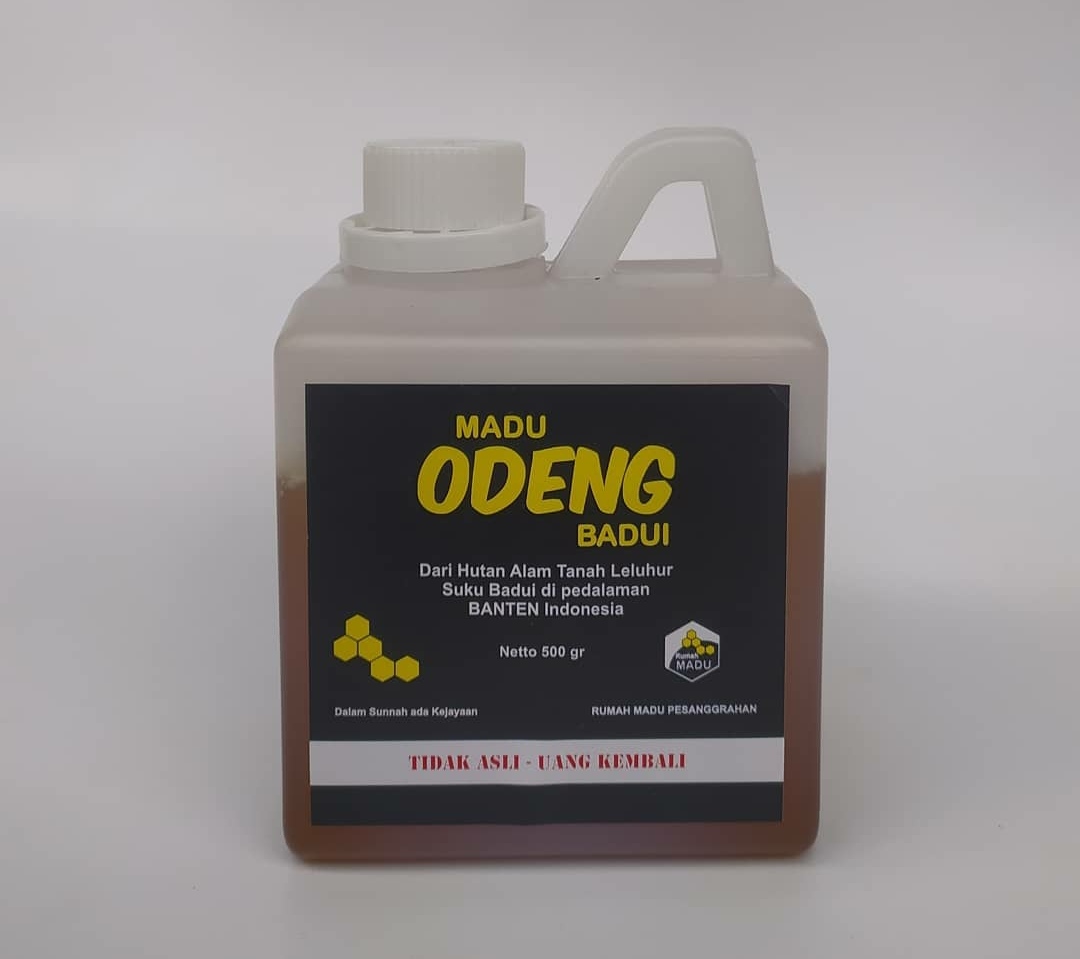 MADU
ODENG
BADUI
Dari Hutan Alam Tanah Leluhur
Suku Badui di pedalaman
BANTEN Indonesia
Netto 500 gr
Rumah
MADU
Dalam Sunnah ada Kejayaan
RUMAH MADU PESANGGRAHAN
TIDAK ASLI - UANG KEMBALI